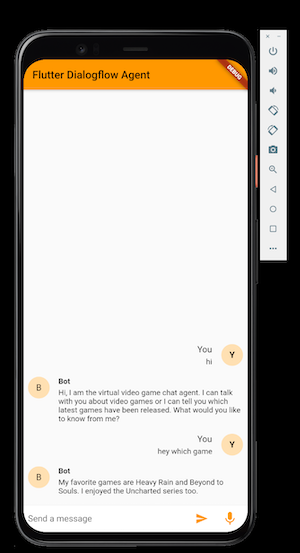 Flutter Dialogflow Agent
DEBUG
You
hi
Y
B
Bot
Hi, I am the virtual video game chat agent. I can talk
with you about video games or I can tell you which
latest games have been released. What would you like
to know from me?
You
hey which game
Y
B
Bot
My favorite games are Heavy Rain and Beyond to
Souls. I enjoyed the Uncharted series too.
Send a message